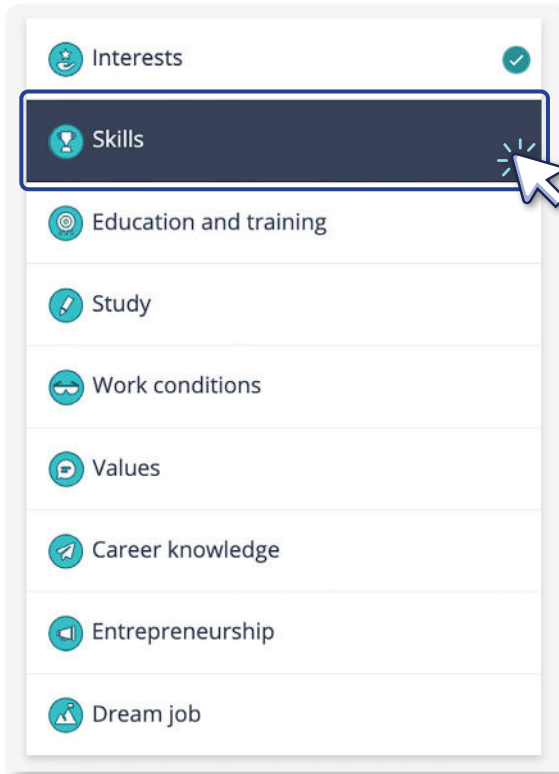 Interests
Skills
Education and training
Study
Work conditions
Values
Career knowledge
Entrepreneurship
Dream job